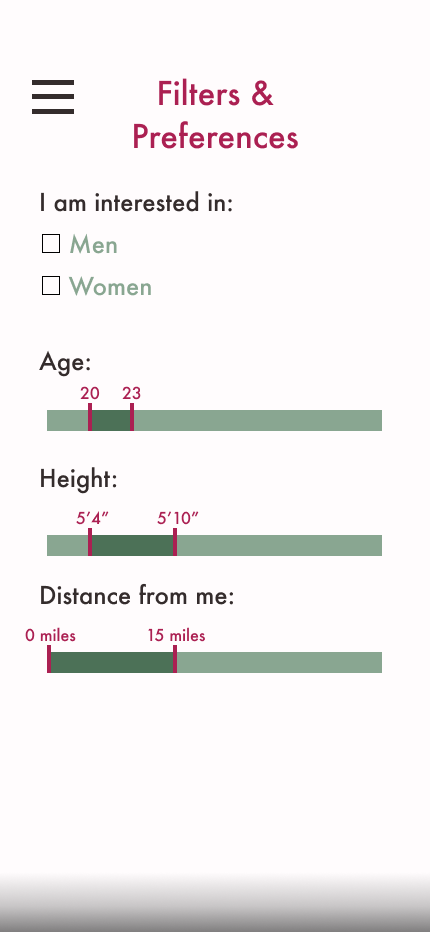 Filters &
Preferences
I am interested in:
Men
Women
Age:
20 23
Height:
5’4” 5’10”
Distance from me:
0 miles 15 miles